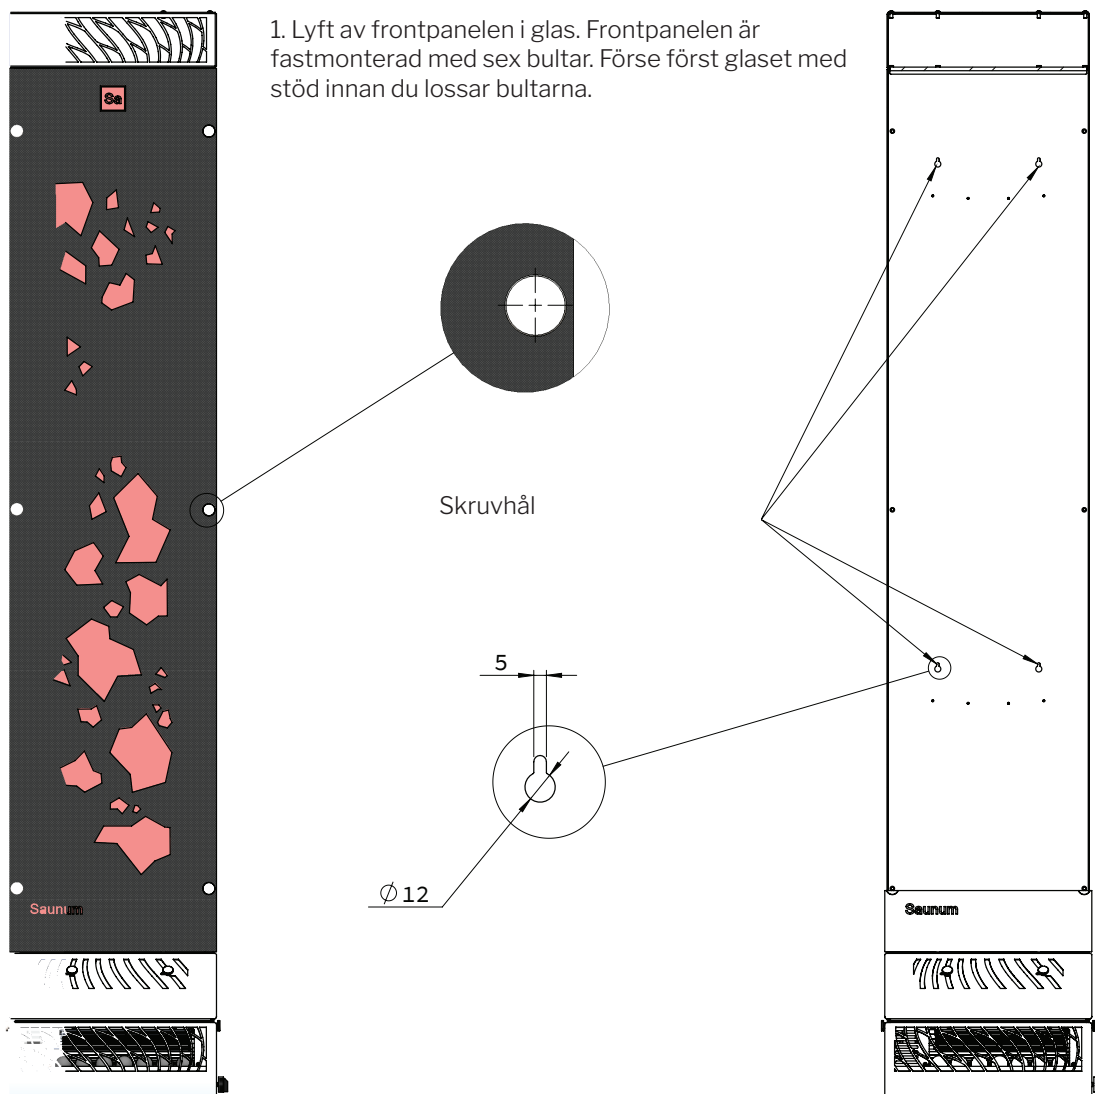 1. Lyft av frontpanelen i glas. Frontpanelen är
fastmonterad med sex bultar. Förse först glaset med
stöd innan du lossar bultarna.
Sa
Skruvhål
5
∅ 12
Saunum
Saunum